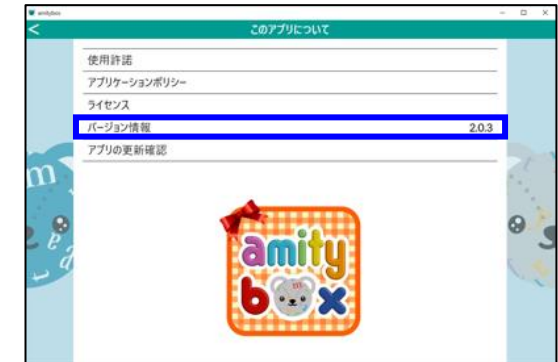 amitybox
<
このアプリについて
使用許諾
アプリケーションポリシー
ライセンス
バージョン情報 2.0.3
アプリの更新確認
amity
box